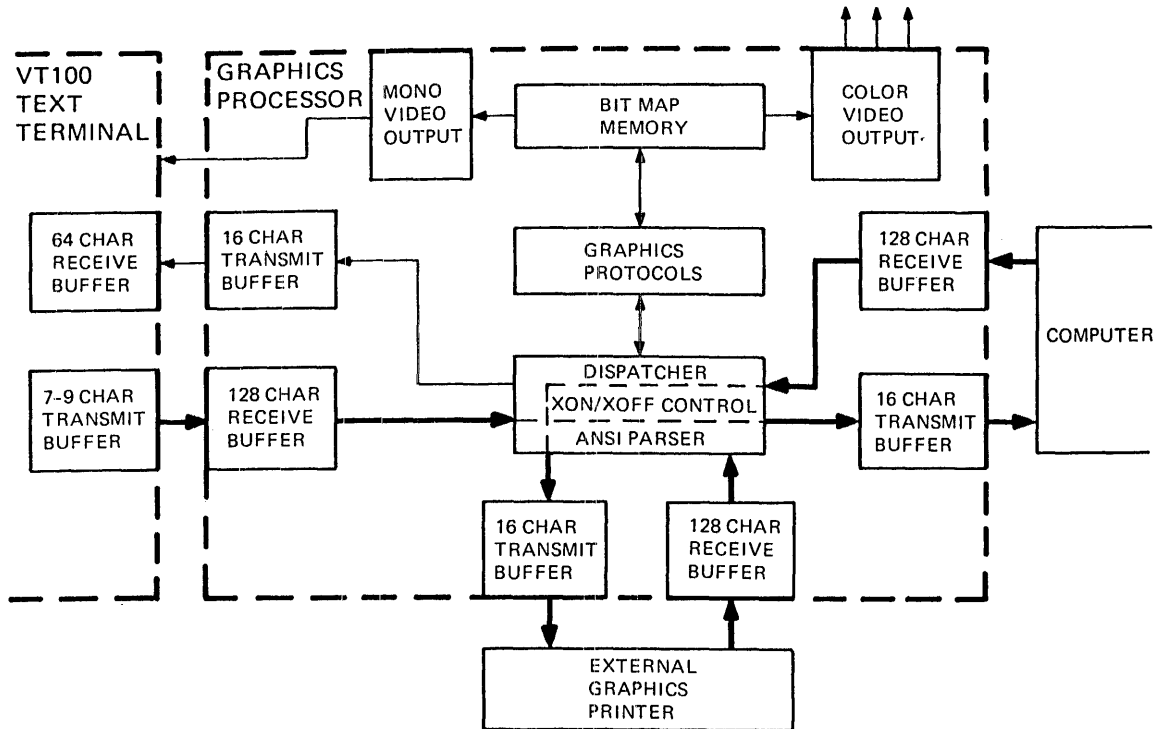 VT100
TEXT
TERMINAL
GRAPHICS
PROCESSOR
MONO
VIDEO
OUTPUT
BIT MAP
MEMORY
COLOR
VIDEO
OUTPUT
64 CHAR
RECEIVE
BUFFER
16 CHAR
TRANSMIT
BUFFER
GRAPHICS
PROTOCOLS
128 CHAR
RECEIVE
BUFFER
COMPUTER
7-9 CHAR
TRANSMIT
BUFFER
128 CHAR
RECEIVE
BUFFER
DISPATCHER
XON/XOFF CONTROL
ANSI PARSER
16 CHAR
TRANSMIT
BUFFER
16 CHAR
TRANSMIT
BUFFER
128 CHAR
RECEIVE
BUFFER
EXTERNAL
GRAPHICS
PRINTER